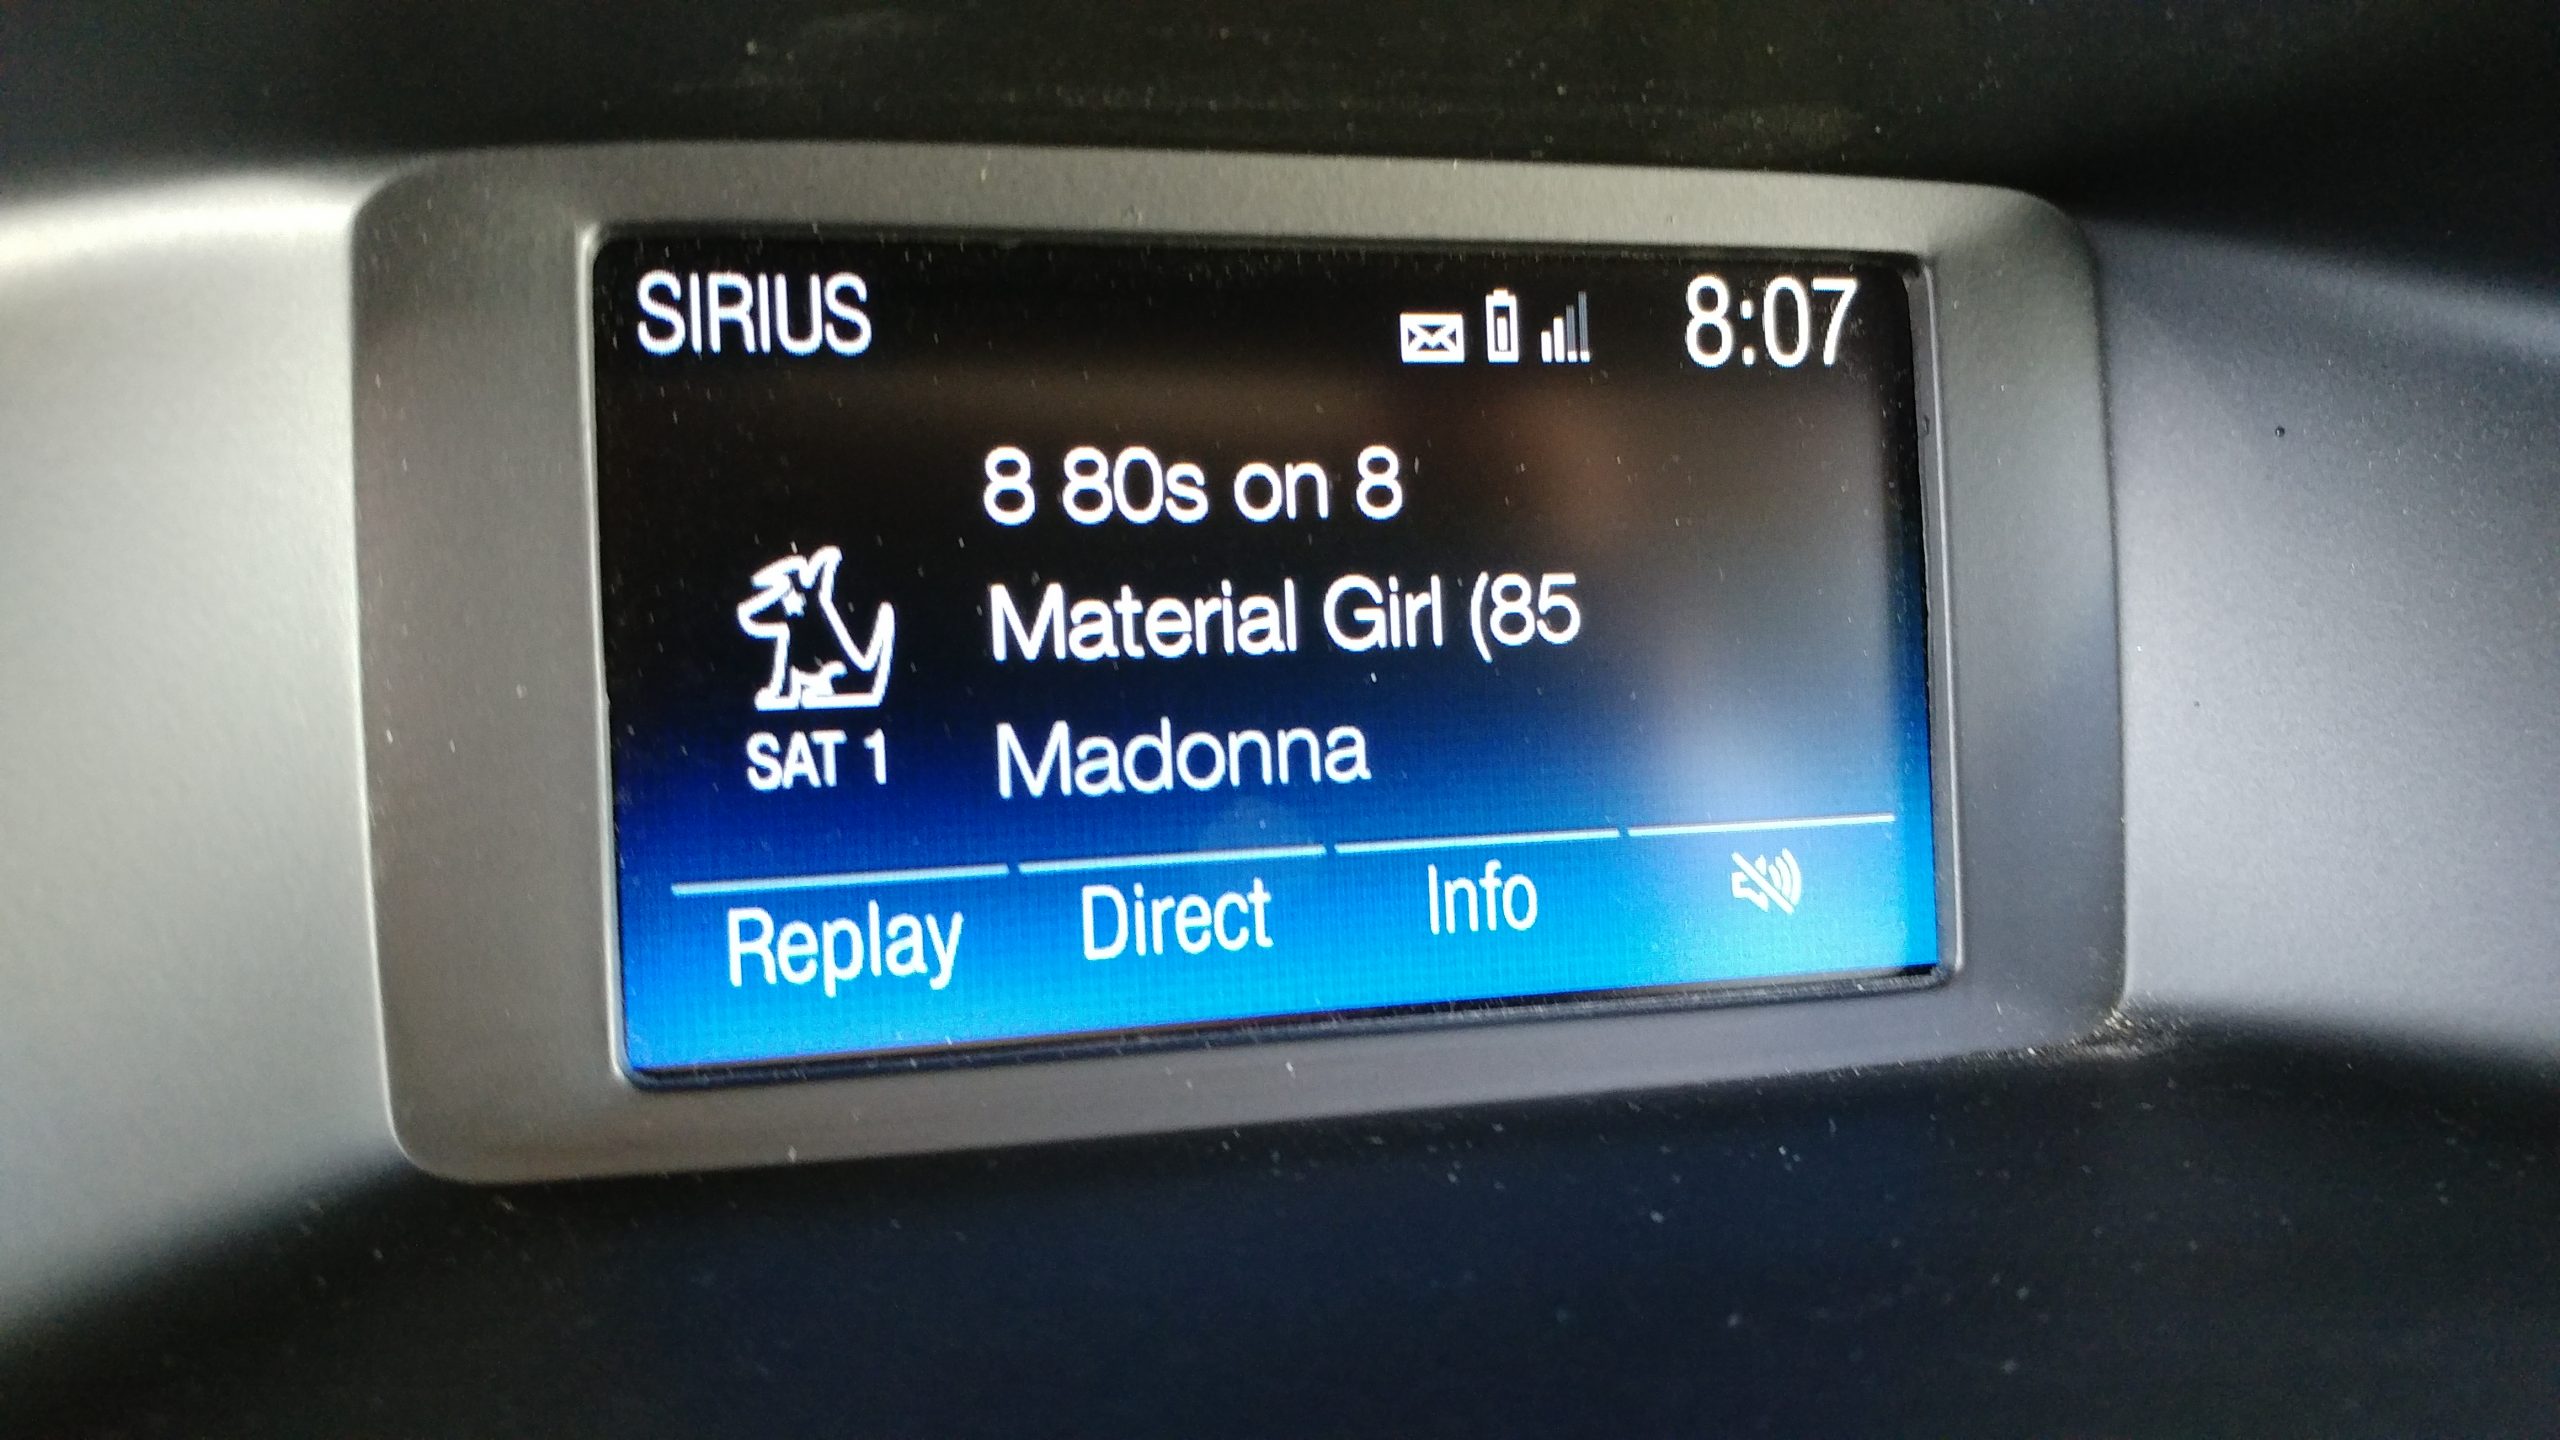 SIRIUS 8:07
8 80s on 8
Material Girl (85
SAT 1 Madonna
Replay Direct Info